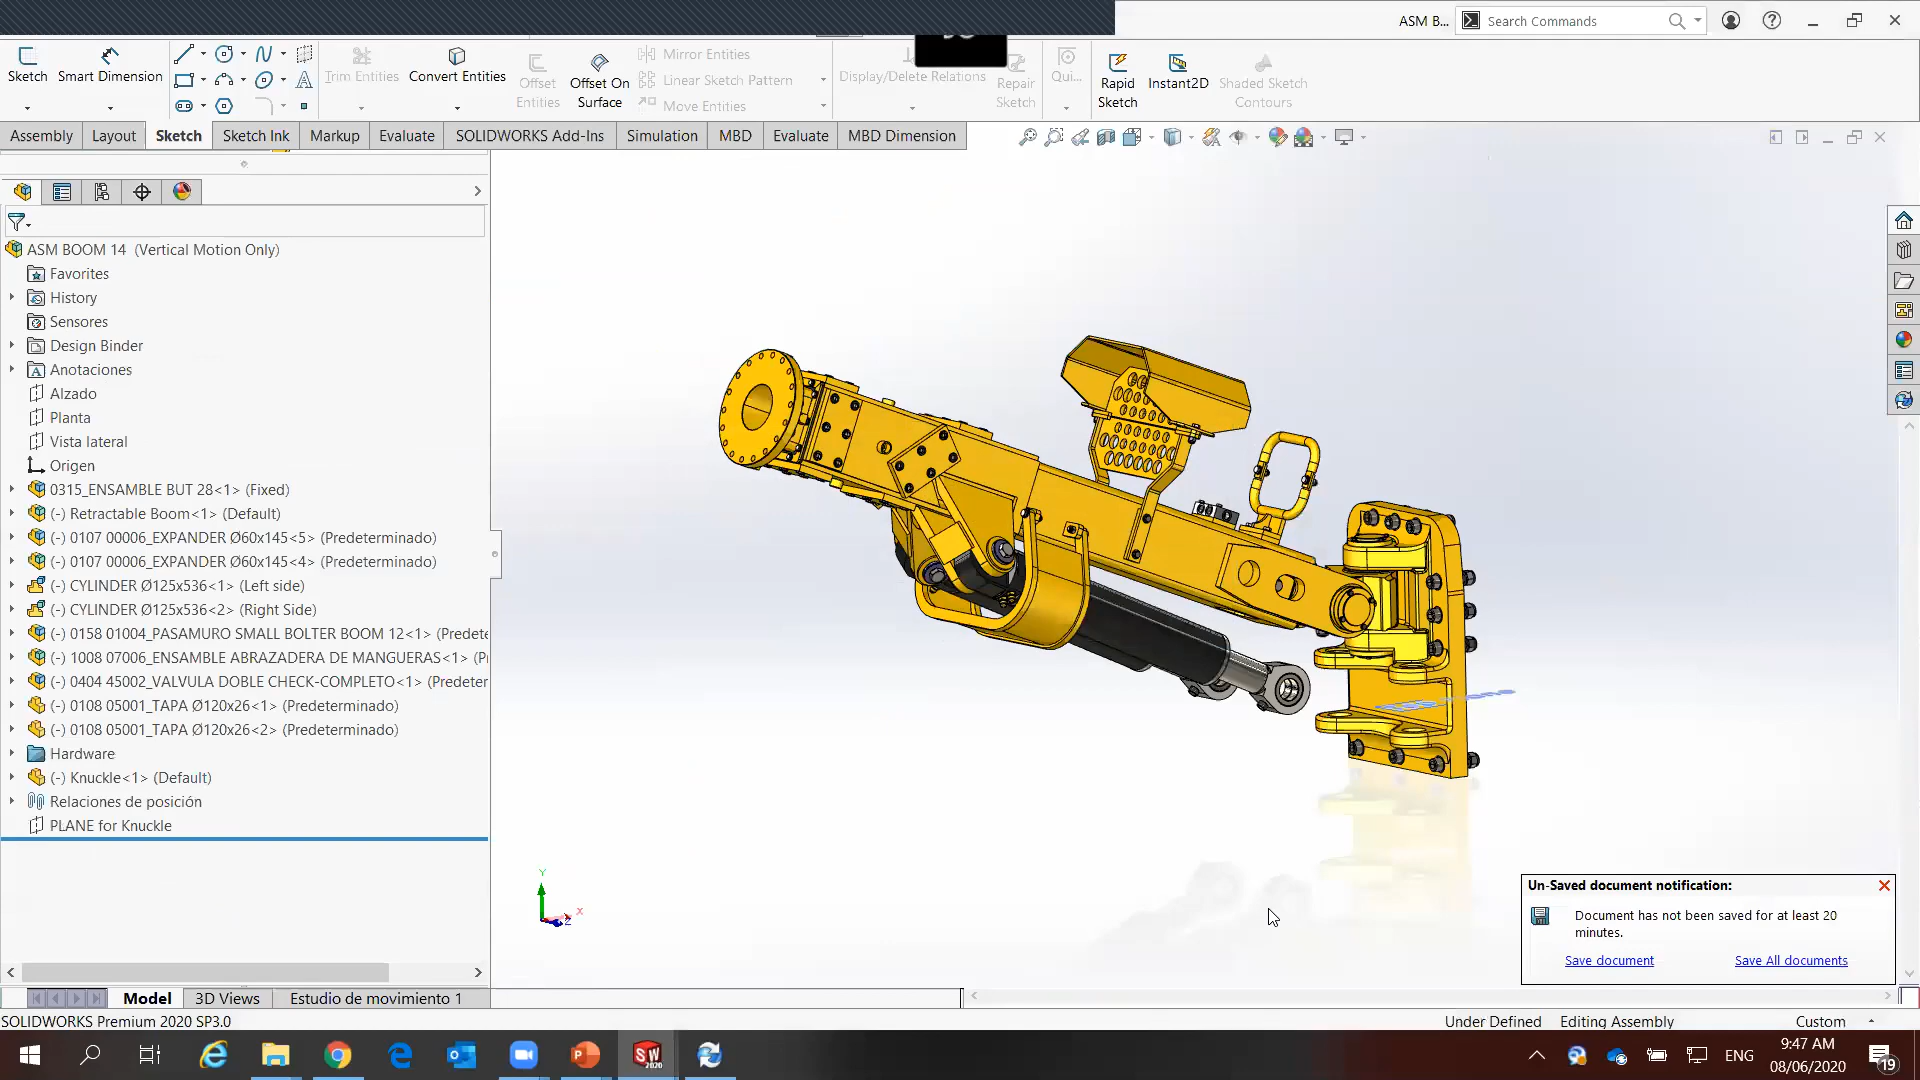 ASM B...
Search Commands
Sketch
Smart Dimension
Trim Entities
Convert Entities
Offset Entities
Offset On Surface
Mirror Entities
Linear Sketch Pattern
Move Entities
Display/Delete Relations
Repair Sketch
Qui...
Rapid Sketch
Instant2D
Shaded Sketch Contours
Assembly
Layout
Sketch
Sketch Ink
Markup
Evaluate
SOLIDWORKS Add-Ins
Simulation
MBD
Evaluate
MBD Dimension
ASM BOOM 14 (Vertical Motion Only)
Favorites
History
Sensores
Design Binder
Anotaciones
Alzado
Planta
Vista lateral
Origen
0315_ENSAMBLE BUT 28<1> (Fixed)
(-) Retractable Boom<1> (Default)
(-) 0107 00006_EXPANDER Ø60x145<5> (Predeterminado)
(-) 0107 00006_EXPANDER Ø60x145<4> (Predeterminado)
(-) CYLINDER Ø125x536<1> (Left side)
(-) CYLINDER Ø125x536<2> (Right Side)
(-) 0158 01004_PASAMURO SMALL BOLTER BOOM 12<1> (Predete
(-) 1008 07006_ENSAMBLE ABRAZADERA DE MANGUERAS<1> (P
(-) 0404 45002_VALVULA DOBLE CHECK-COMPLETO<1> (Predeter
(-) 0108 05001_TAPA Ø120x26<1> (Predeterminado)
(-) 0108 05001_TAPA Ø120x26<2> (Predeterminado)
Hardware
(-) Knuckle<1> (Default)
Relaciones de posición
PLANE for Knuckle
Y
X
Z
Un-Saved document notification:
Document has not been saved for at least 20
minutes.
Save document
Save All documents
Model
3D Views
Estudio de movimiento 1
SOLIDWORKS Premium 2020 SP3.0
Under Defined
Editing Assembly
Custom
ENG
9:47 AM
08/06/2020
19